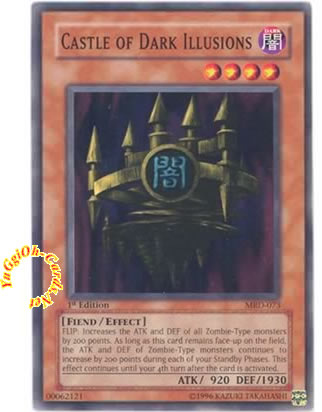 CASTLE OF DARK ILLUSIONS
DARK
闇
闇
YuGgiOh-Cards.Net
1st Edition
MRD-073
[FIEND / EFFECT]
FLIP: Increases the ATK and DEF of all Zombie-Type monsters
by 200 points. As long as this card remains face-up on the field,
the ATK and DEF of Zombie-Type monsters continues to
increase by 200 points during each of your Standby Phases. This
effect continues until your 4th turn after the card is activated.
ATK/ 920 DEF/1930
00062121
©1996 KAZUKI TAKAHASHI